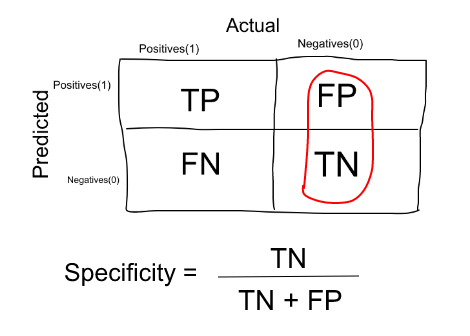 Actual
Positives(1)
Negatives(0)
Predicted
Positives(1)
TP
FP
Negatives(0)
FN
TN
Specificity =
TN
TN + FP